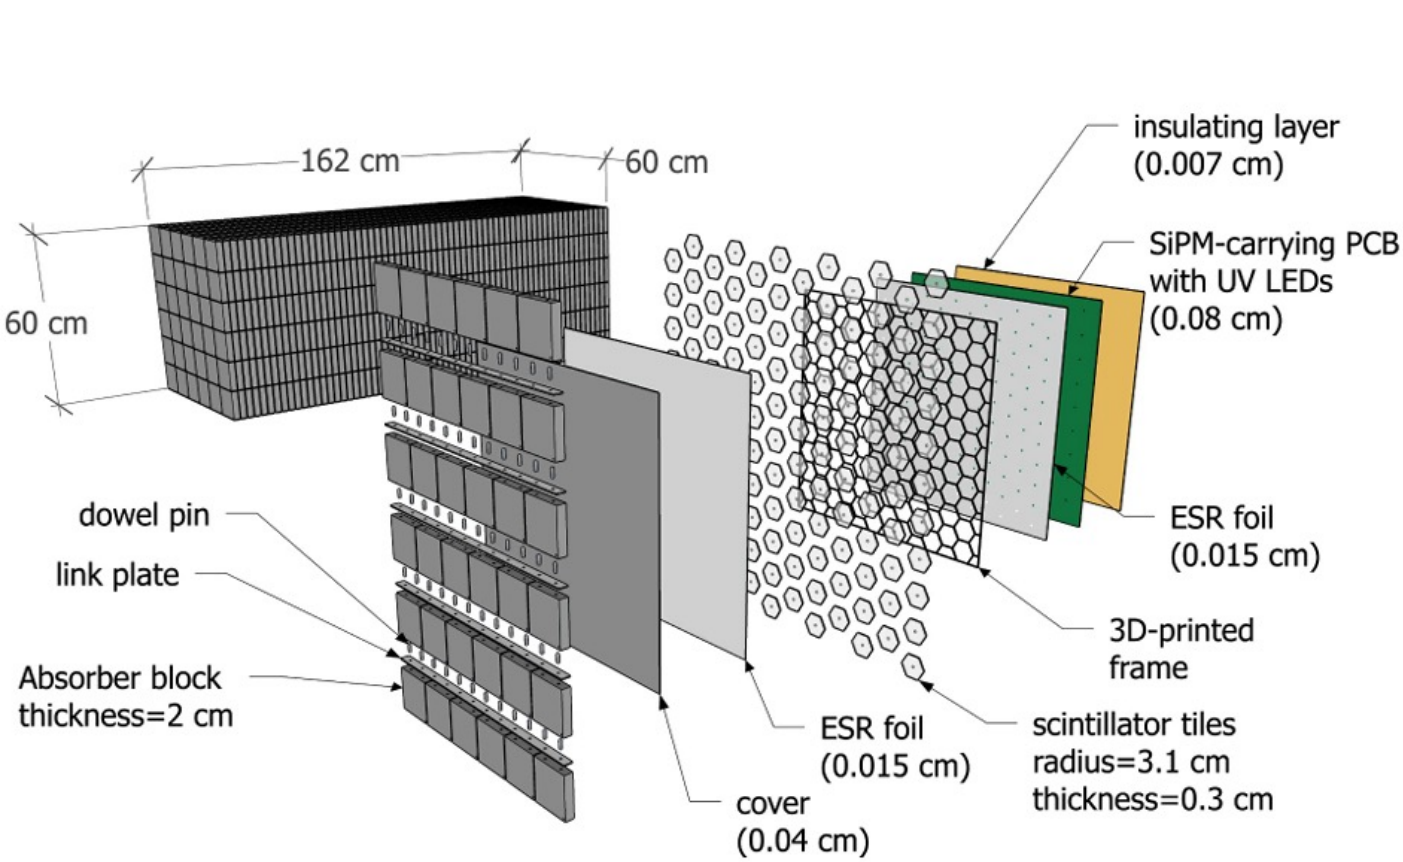 162 cm
60 cm
60 cm
insulating layer
(0.007 cm)
SiPM-carrying PCB
with UV LEDs
(0.08 cm)
dowel pin
link plate
Absorber block
thickness=2 cm
ESR foil
(0.015 cm)
3D-printed
frame
scintillator tiles
radius=3.1 cm
thickness=0.3 cm
ESR foil
(0.015 cm)
cover
(0.04 cm)